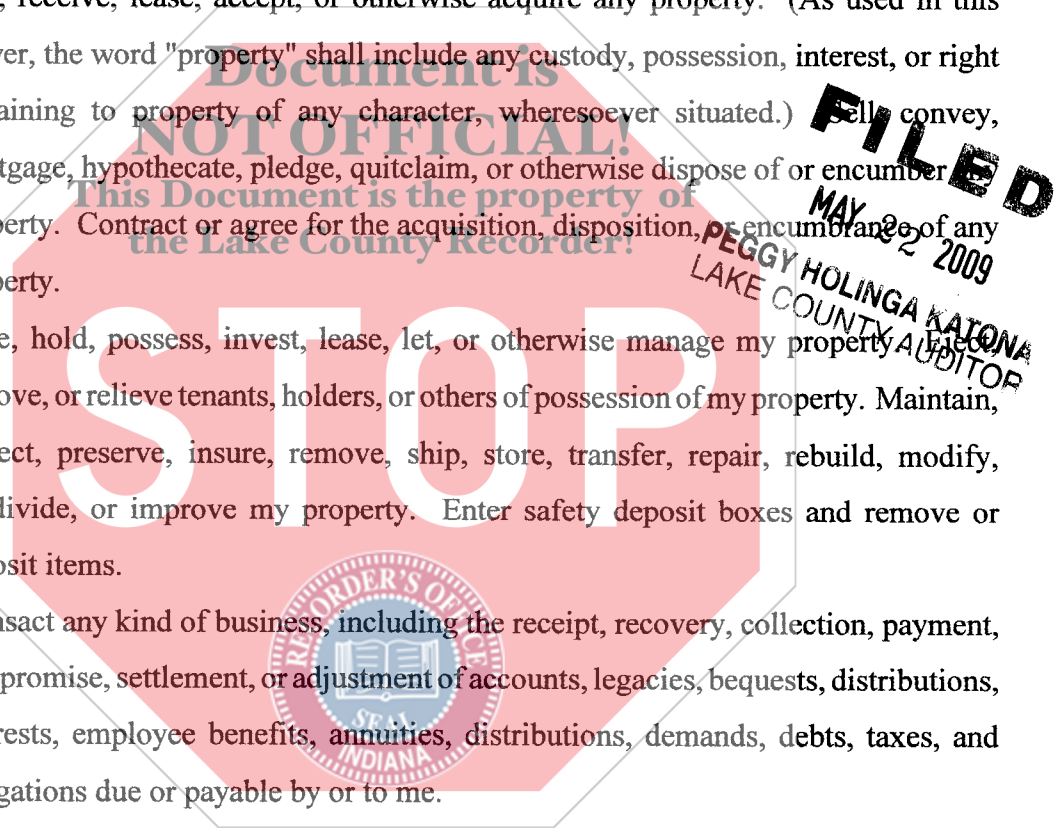 receive, lease, accept, or otherwise acquire any property. (As used in this
er, the word "property" shall include any custody, possession, interest, or right
aining to property of any character, wheresoever situated.) Sell, convey,
tgage, hypothecate, pledge, quitclaim, or otherwise dispose of or encumber
erty. Contract or agree for the acquisition, disposition, or encumbrance of any
erty.
e, hold, possess, invest, lease, let, or otherwise manage my property. Eject,
ove, or relieve tenants, holders, or others of possession of my property. Maintain,
ect, preserve, insure, remove, ship, store, transfer, repair, rebuild, modify,
livide, or improve my property. Enter safety deposit boxes and remove or
osit items.
nsact any kind of business, including the receipt, recovery, collection, payment,
promise, settlement, or adjustment of accounts, legacies, bequests, distributions,
rests, employee benefits, annuities, distributions, demands, debts, taxes, and
gations due or payable by or to me.
Document is
NOT OFFICIAL!
This Document is the property of
the Lake County Recorder!
STOP
RECORDER'S OFFICE
SEAL
INDIANA
FILED
MAY 22 2009
PEGGY HOLINGA KATONA
LAKE COUNTY AUDITOR